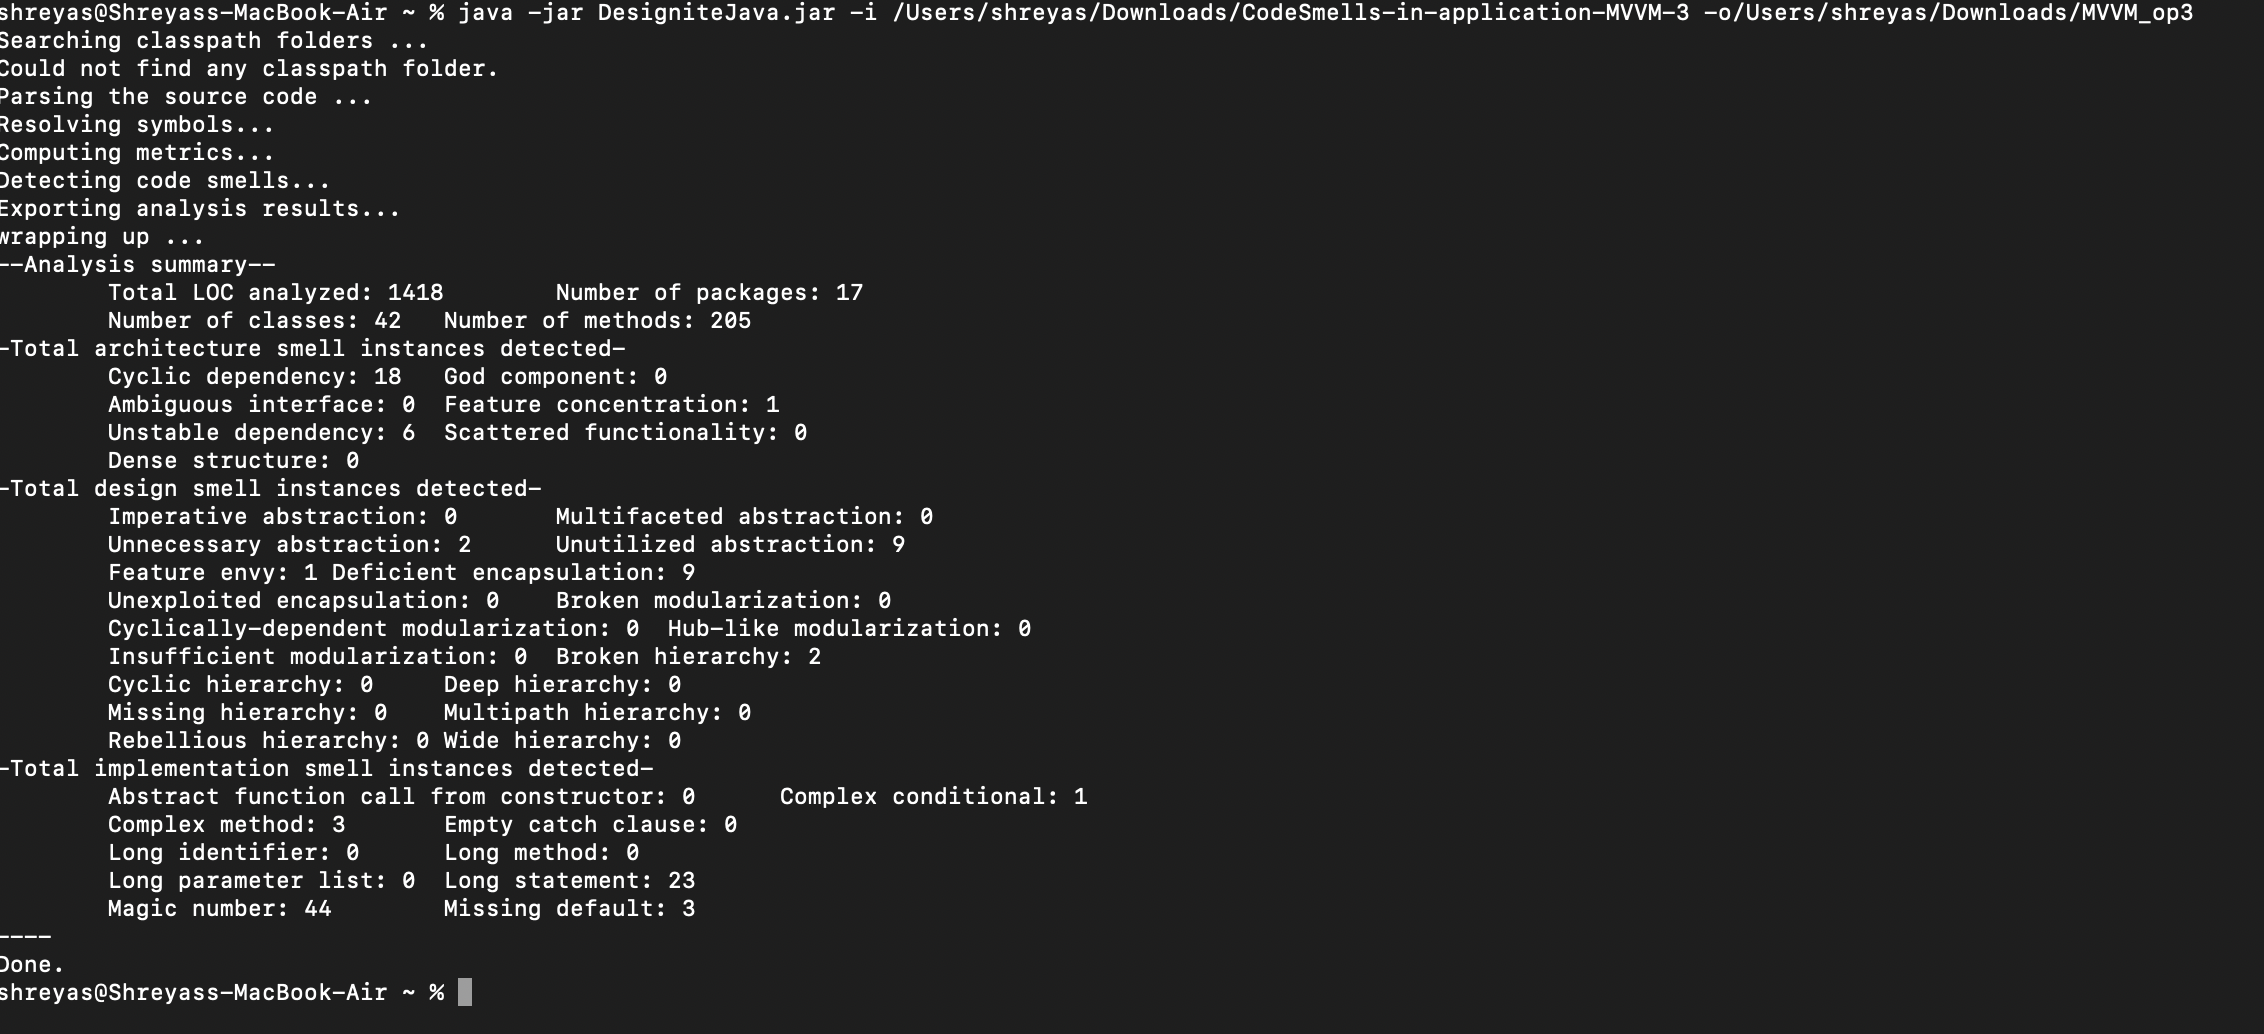 shreyas@Shreyass-MacBook-Air ~ % java -jar DesigniteJava.jar -i /Users/shreyas/Downloads/CodeSmells-in-application-MVVM-3 -o/Users/shreyas/Downloads/MVVM_op3
Searching classpath folders ...
Could not find any classpath folder.
Parsing the source code ...
Resolving symbols...
Computing metrics...
Detecting code smells...
Exporting analysis results...
wrapping up ...
--Analysis summary--
Total LOC analyzed: 1418 Number of packages: 17
Number of classes: 42 Number of methods: 205
-Total architecture smell instances detected-
Cyclic dependency: 18 God component: 0
Ambiguous interface: 0 Feature concentration: 1
Unstable dependency: 6 Scattered functionality: 0
Dense structure: 0
-Total design smell instances detected-
Imperative abstraction: 0 Multifaceted abstraction: 0
Unnecessary abstraction: 2 Unutilized abstraction: 9
Feature envy: 1 Deficient encapsulation: 9
Unexploited encapsulation: 0 Broken modularization: 0
Cyclically-dependent modularization: 0 Hub-like modularization: 0
Insufficient modularization: 0 Broken hierarchy: 2
Cyclic hierarchy: 0 Deep hierarchy: 0
Missing hierarchy: 0 Multipath hierarchy: 0
Rebellious hierarchy: 0 Wide hierarchy: 0
-Total implementation smell instances detected-
Abstract function call from constructor: 0 Complex conditional: 1
Complex method: 3 Empty catch clause: 0
Long identifier: 0 Long method: 0
Long parameter list: 0 Long statement: 23
Magic number: 44 Missing default: 3
----
Done.
shreyas@Shreyass-MacBook-Air ~ %